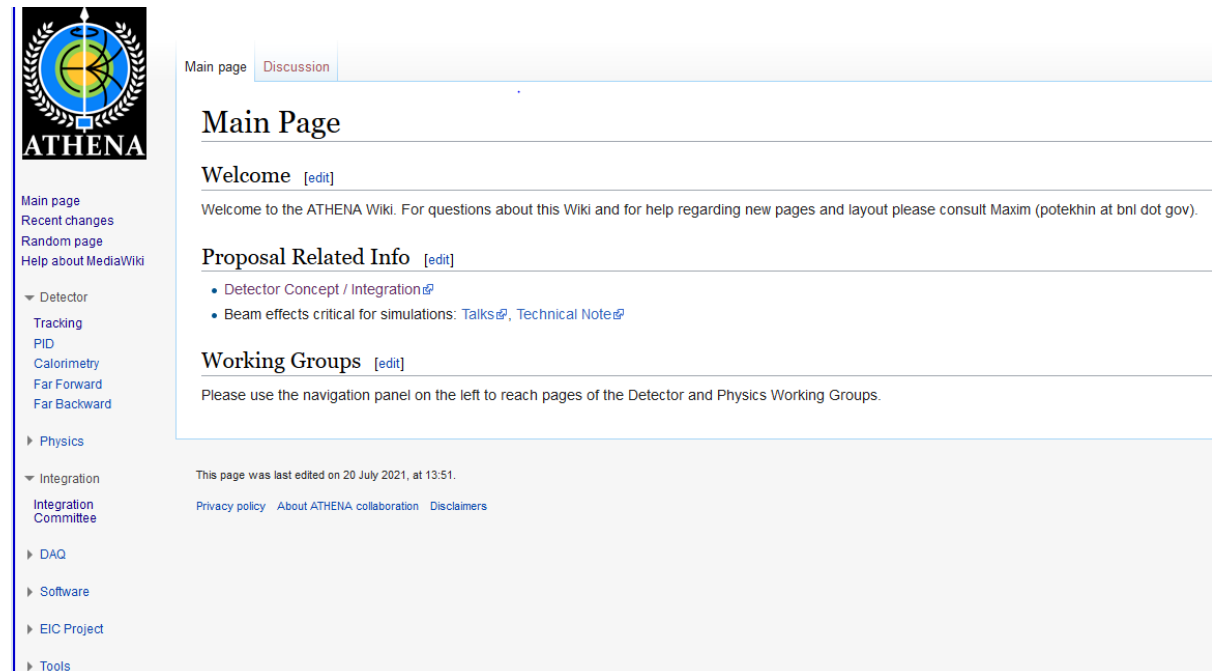 ATHENA
Main page
Recent changes
Random page
Help about MediaWiki
Detector
Tracking
PID
Calorimetry
Far Forward
Far Backward
Physics
Integration
Integration
Committee
DAQ
Software
EIC Project
Tools
Main page Discussion
Main Page
Welcome [edit]
Welcome to the ATHENA Wiki. For questions about this Wiki and for help regarding new pages and layout please consult Maxim (potekhin at bnl dot gov).
Proposal Related Info [edit]
• Detector Concept / Integration
• Beam effects critical for simulations: Talks, Technical Note
Working Groups [edit]
Please use the navigation panel on the left to reach pages of the Detector and Physics Working Groups.
This page was last edited on 20 July 2021, at 13:51.
Privacy policy About ATHENA collaboration Disclaimers